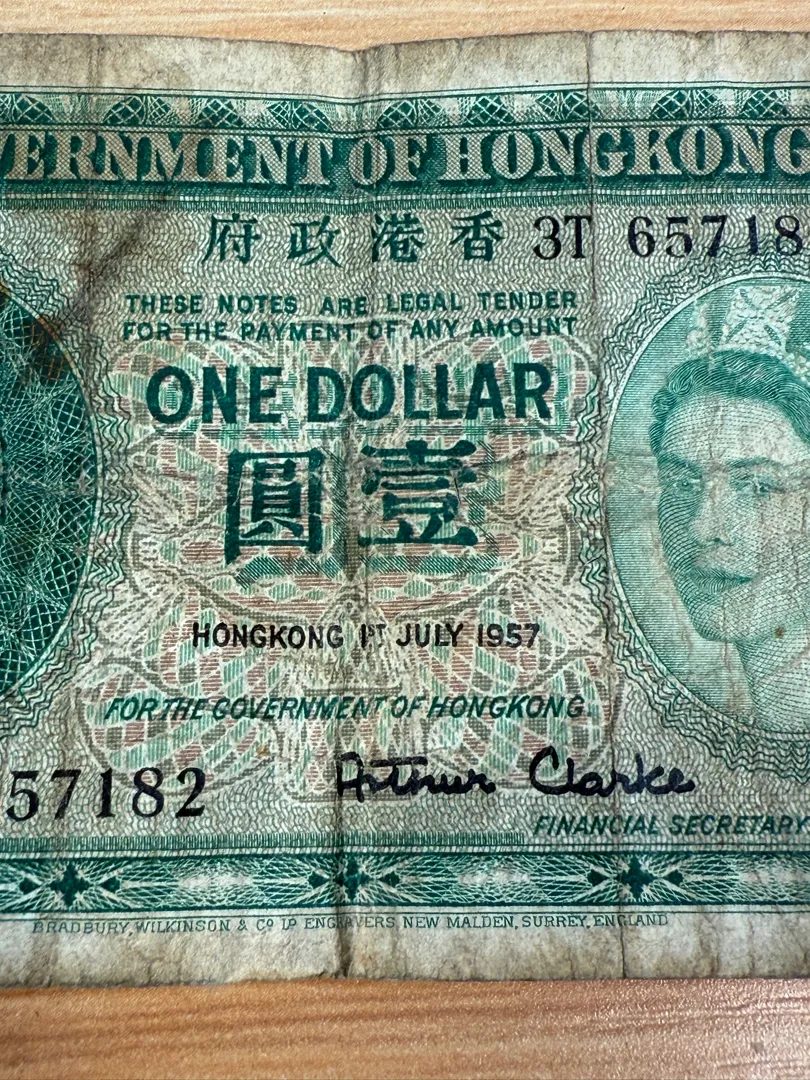 ERNMENT OF HONGKONG
府政港香 3T 657182
THESE NOTES ARE LEGAL TENDER
FOR THE PAYMENT OF ANY AMOUNT
ONE DOLLAR
圓壹
HONGKONG 1ST JULY 1957
FOR THE GOVERNMENT OF HONGKONG.
57182
Arthur Clarke
FINANCIAL SECRETARY
BRADBURY, WILKINSON & Co LD ENGRAVERS NEW MALDEN, SURREY, ENGLAND